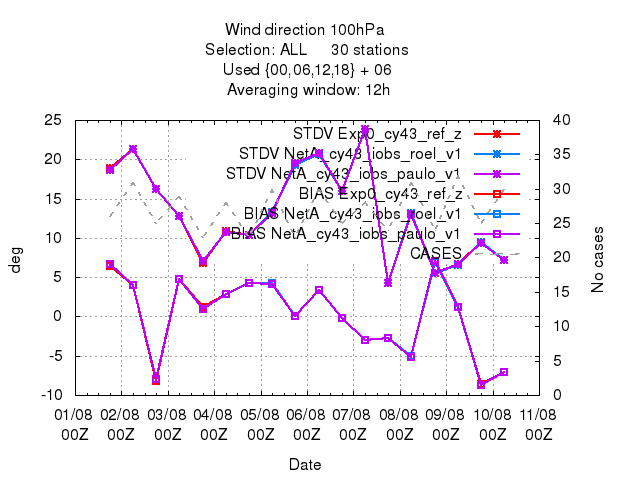 Wind direction 100hPa
Selection: ALL 30 stations
Used {00,06,12,18} + 06
Averaging window: 12h
25 40
STDV Exp0_cy43_ref_z
20 35
STDV NetA_cy43_iobs_roel_v1
STDV NetA_cy43_iobs_paulo_v1
15 30
BIAS Exp0_cy43_ref_z
10 25
BIAS NetA_cy43_iobs_roel_v1
BIAS NetA_cy43_iobs_paulo_v1
CASES
deg
No cases
5 20
0 15
-5 10
-10 5
0
01/08 02/08 03/08 04/08 05/08 06/08 07/08 08/08 09/08 10/08 11/08
00Z 00Z 00Z 00Z 00Z 00Z 00Z 00Z 00Z 00Z 00Z
Date